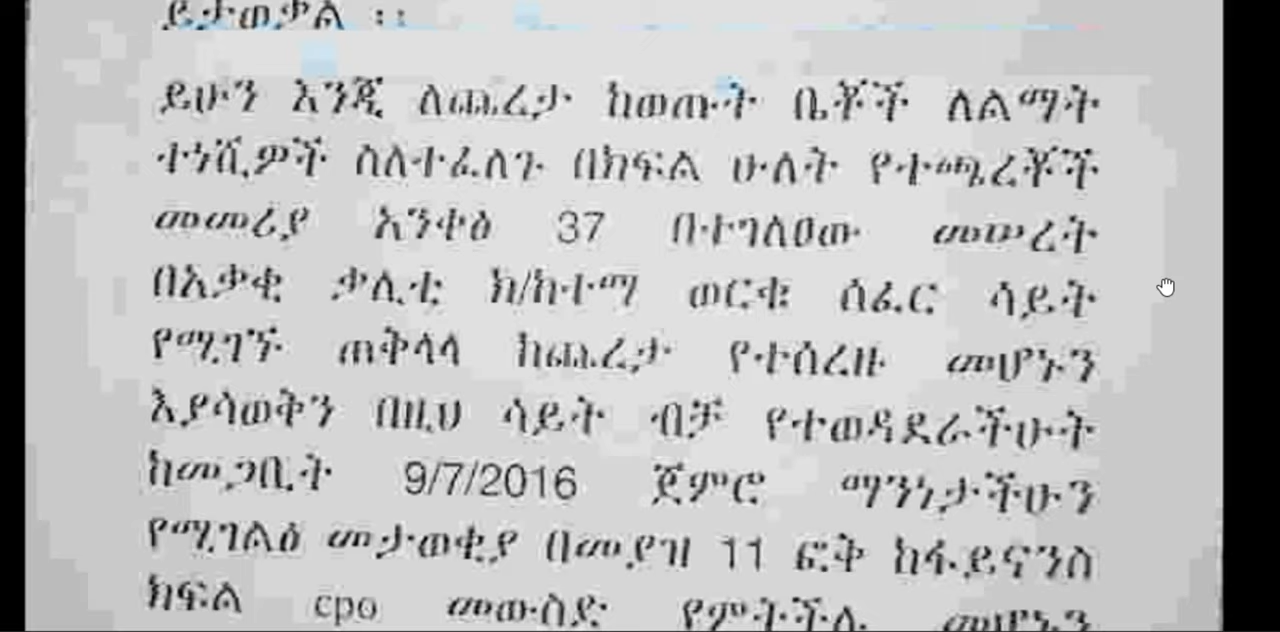 ይታወቃል ፡፡
ይሁን እንጂ ለጨረታ ከወጡት ቤቶች ለልማት
ተነሺዎች ስለተፈለጉ በክፍል ሁለት የተጫረቾች
መመሪያ አንቀፅ 37 በተገለፀው መሠረት
በአቃቂ ቃሊቲ ክ/ከተማ ወርቁ ሰፈር ሳይት
የሚገኙ ጠቅላላ ከጨረታ የተሰረዙ መሆኑን
እያሳወቅን በዚህ ሳይት ብቻ የተወዳደራችሁት
ከመጋቢት 9/7/2016 ጀምሮ ማንነታችሁን
የሚገልፅ መታወቂያ በመያዝ 11 ፎቅ ከፋይናንስ
ክፍል cpo መውሰድ የምትችሉ መሆኑን